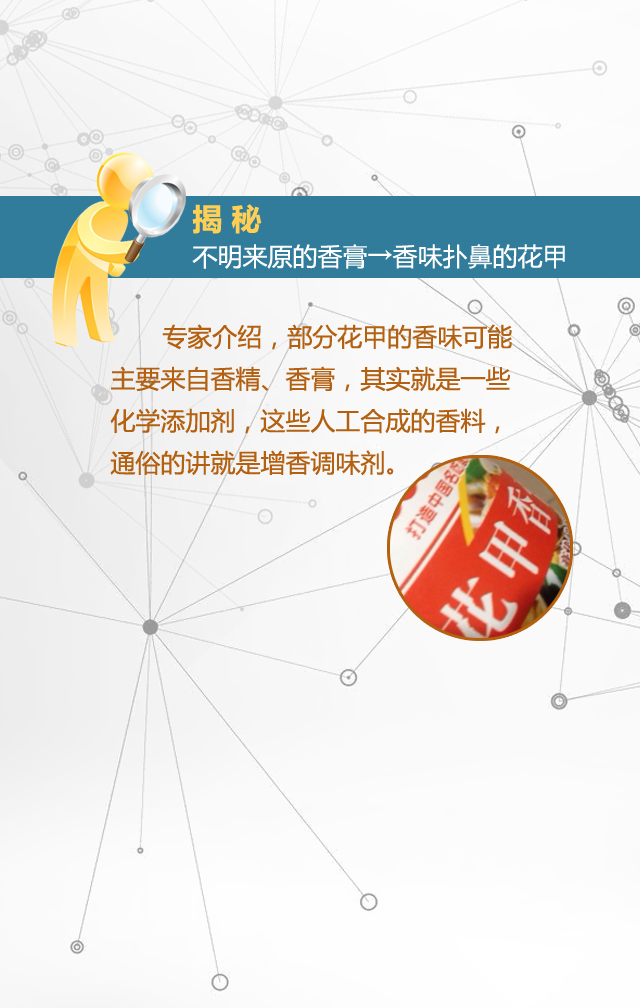 揭秘
不明来原的香膏→香味扑鼻的花甲
专家介绍，部分花甲的香味可能
主要来自香精、香膏，其实就是一些
化学添加剂，这些人工合成的香料，
通俗的讲就是增香调味剂。
打造中国名
花甲香